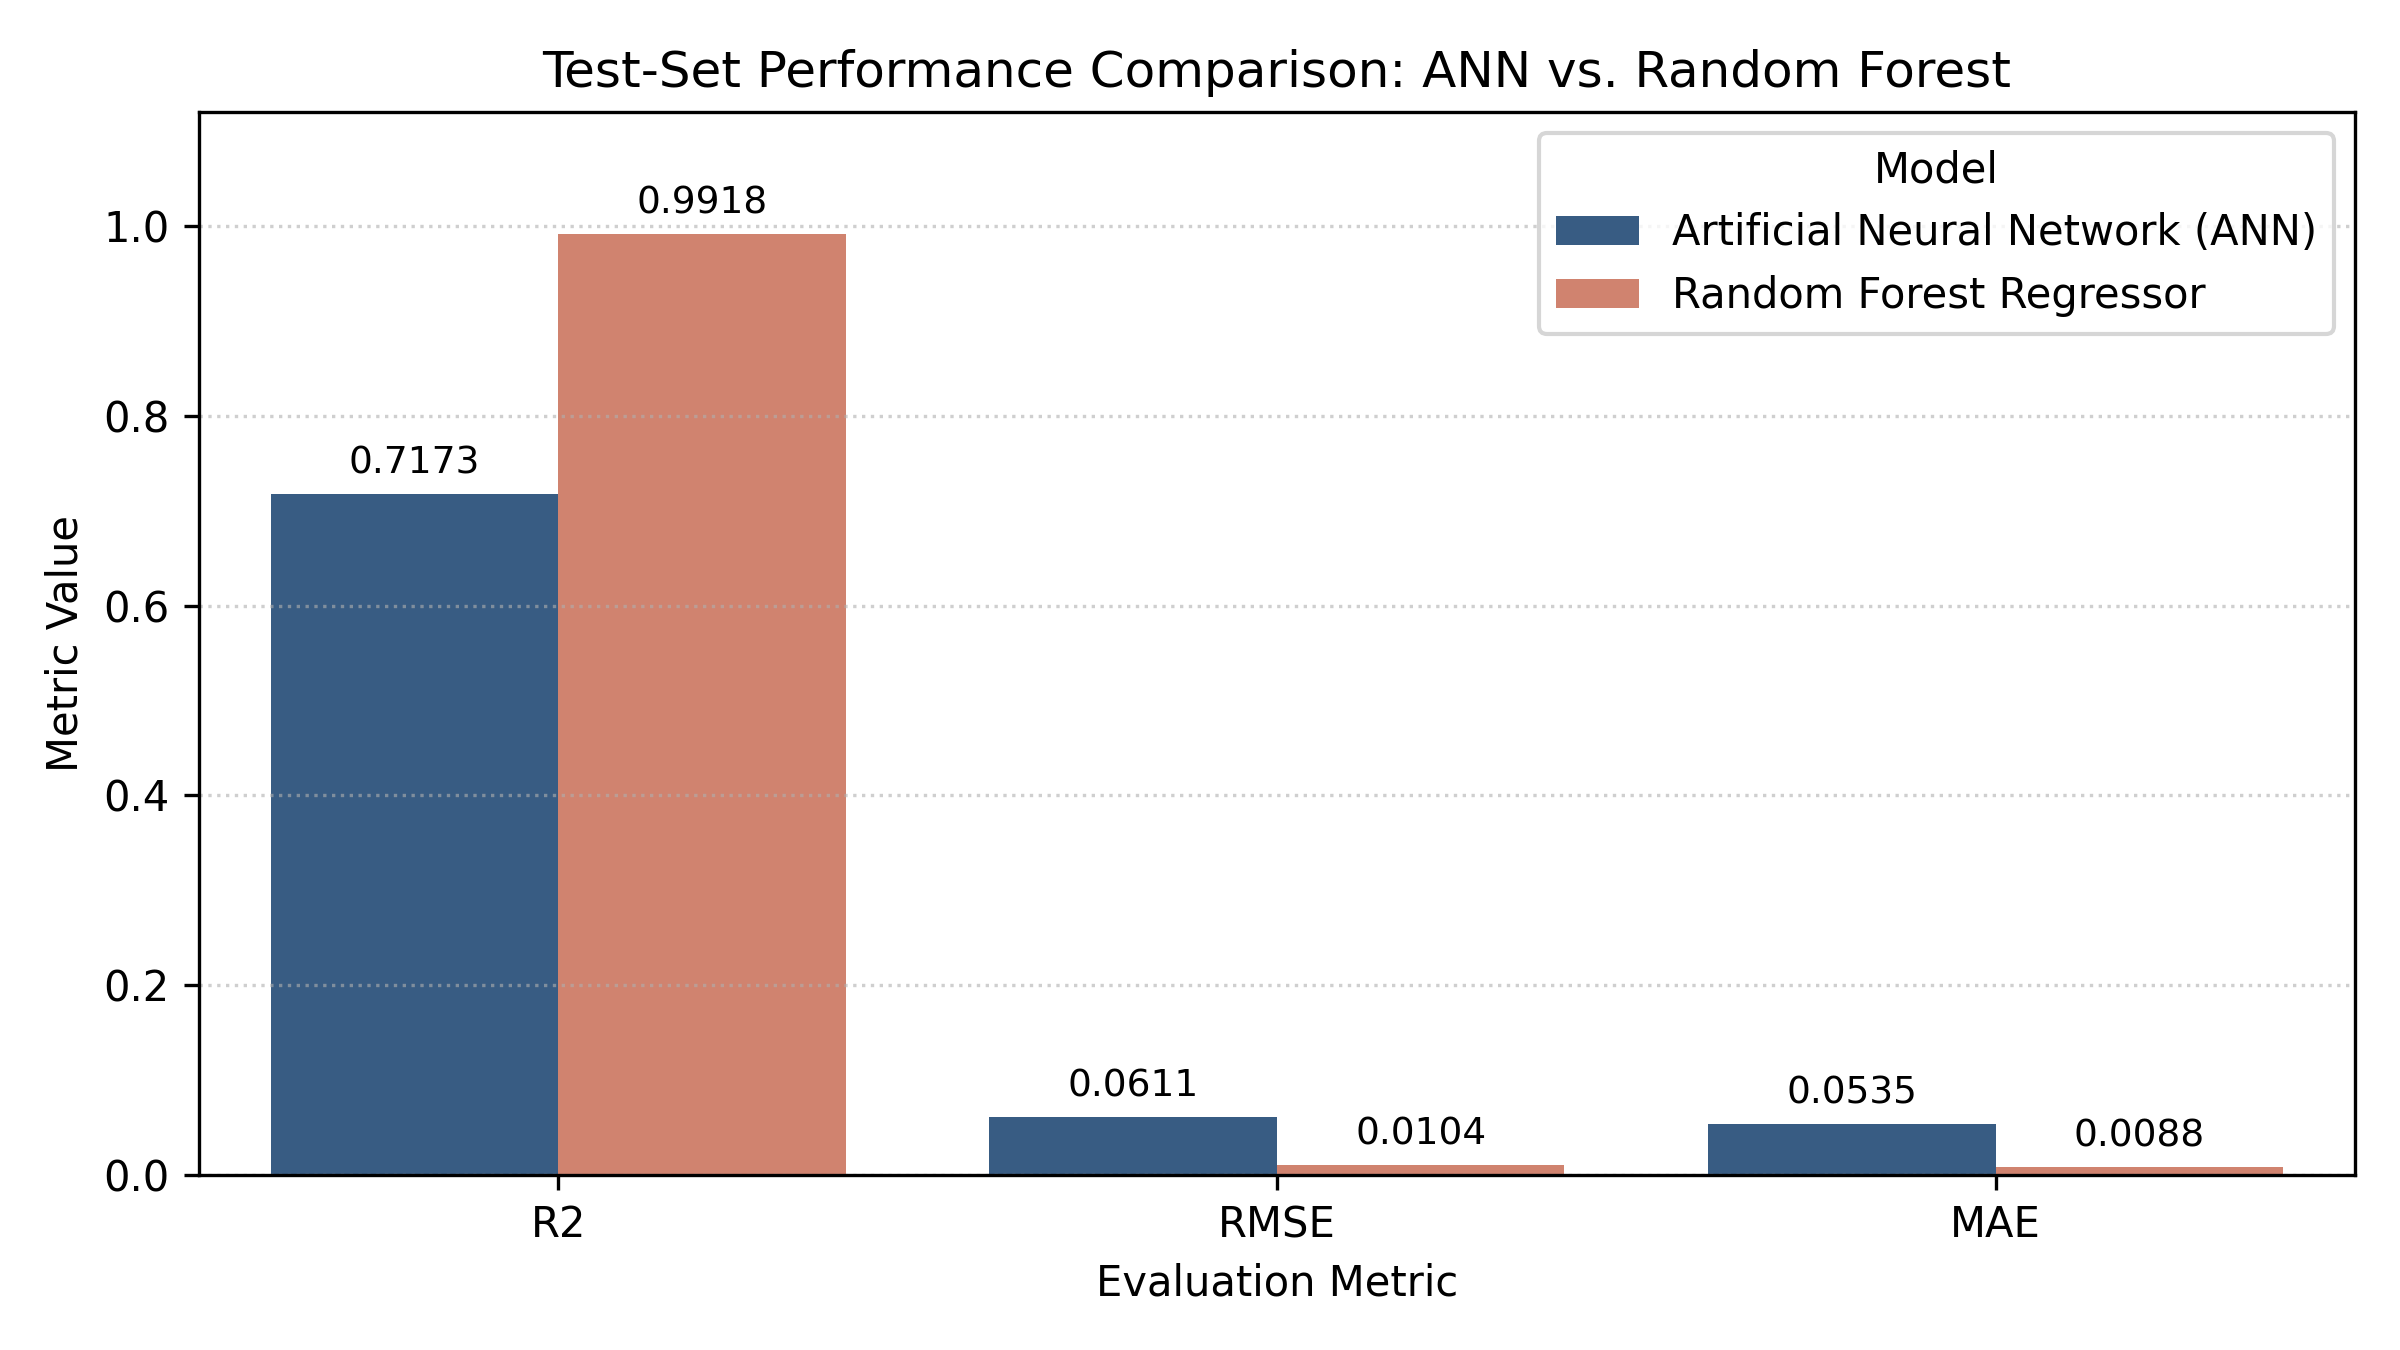 Test-Set Performance Comparison: ANN vs. Random Forest
Model
Artificial Neural Network (ANN)
Random Forest Regressor
Metric Value
1.0
0.8
0.6
0.4
0.2
0.0
0.7173
0.9918
0.0611
0.0104
0.0535
0.0088
R2
RMSE
MAE
Evaluation Metric